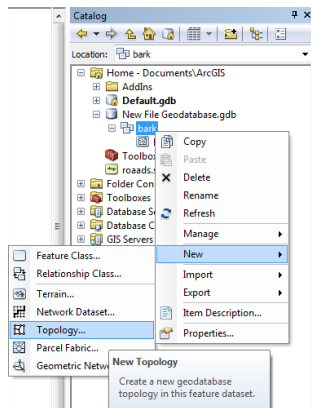 Catalog
Location: bark
Home - Documents\ArcGIS
AddIns
Default.gdb
New File Geodatabase.gdb
bark
Toolbox
roaads.s
Folder Con
Toolboxes
Database Se
Database C
GIS Servers
Copy
Paste
Delete
Rename
Refresh
Manage
New
Import
Export
Item Description...
Properties...
Feature Class...
Relationship Class...
Terrain...
Network Dataset...
Topology...
Parcel Fabric...
Geometric Netwo
New Topology
Create a new geodatabase
topology in this feature dataset.